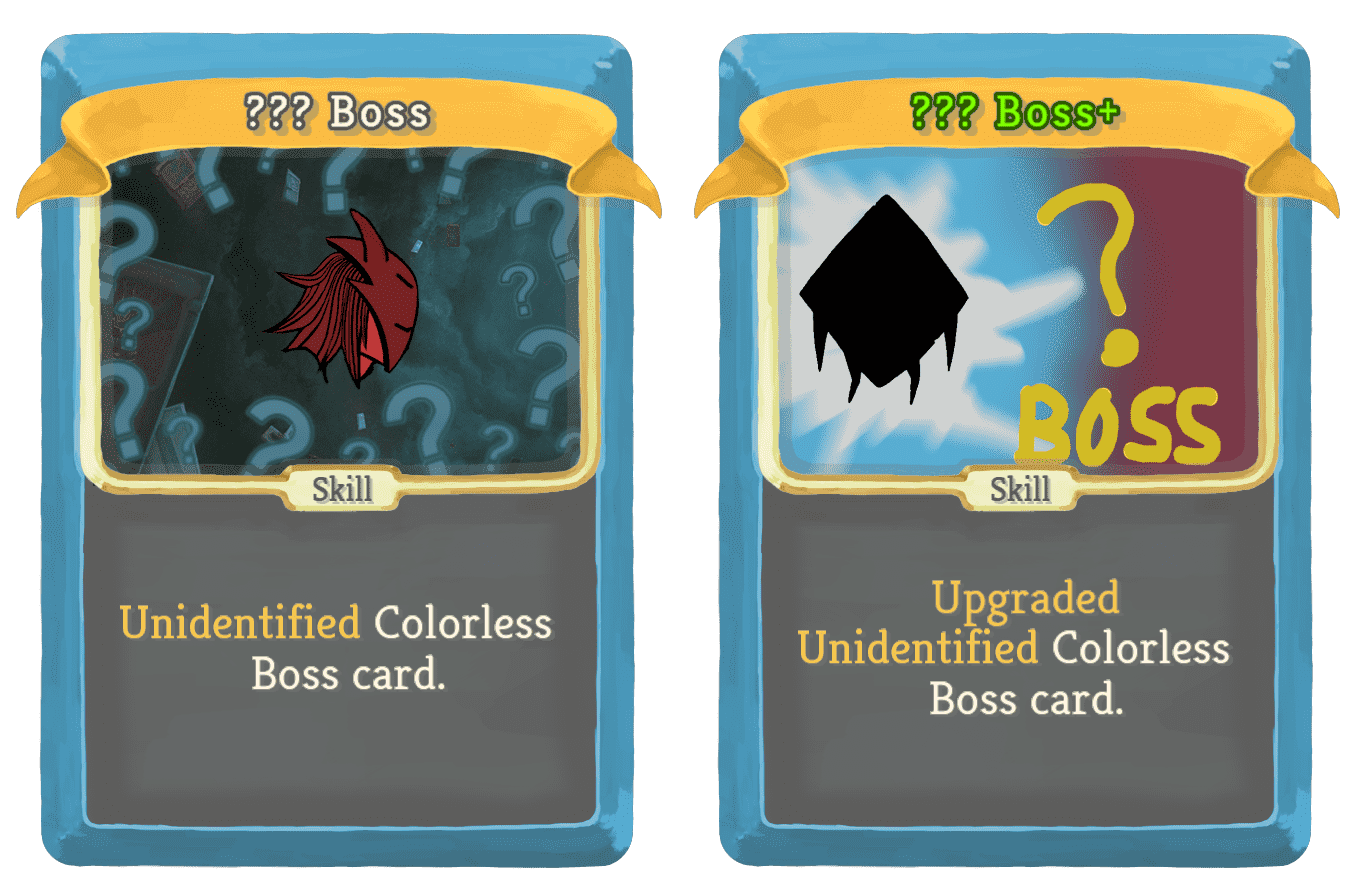 ??? Boss
Skill
Unidentified Colorless
Boss card.
??? Boss+
?
BOSS
Skill
Upgraded
Unidentified Colorless
Boss card.